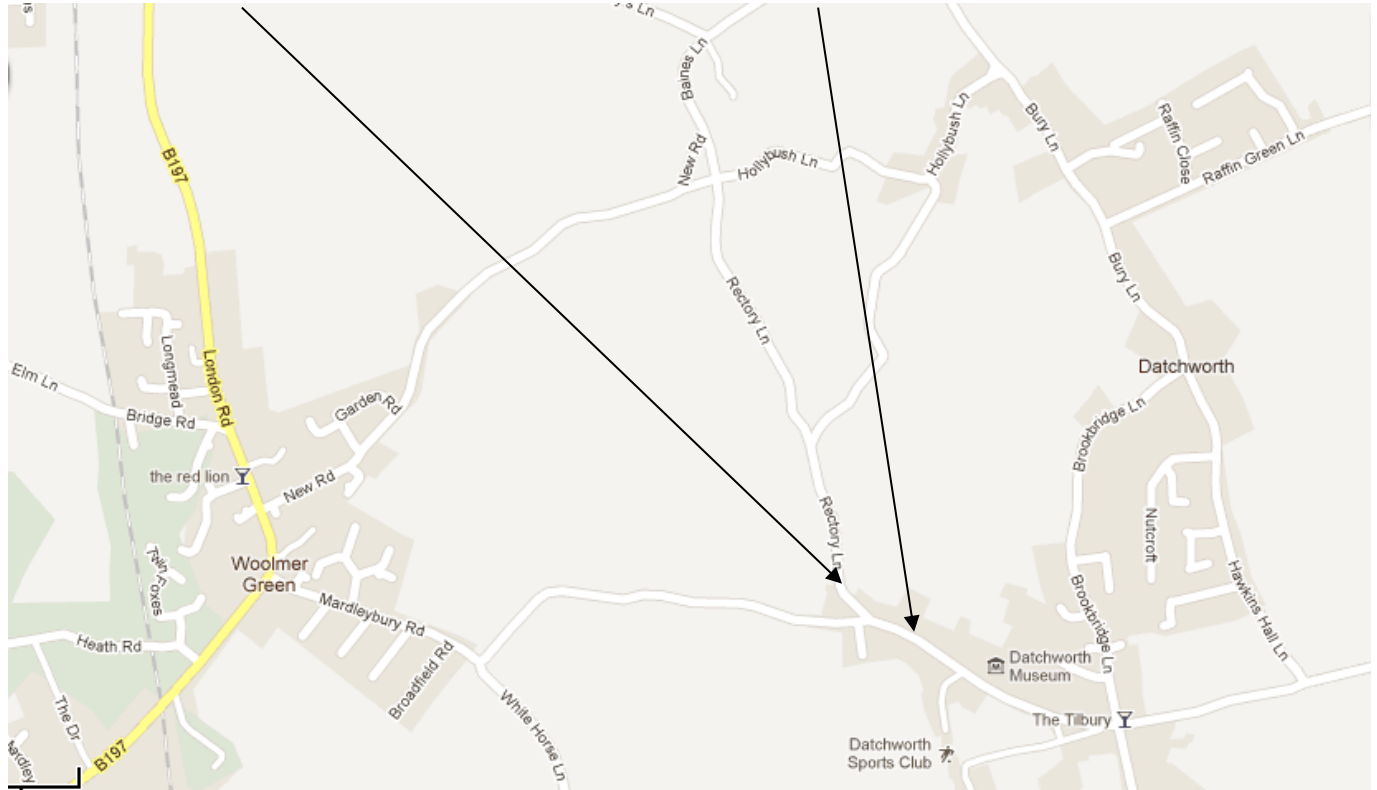 ys Ln
Baines Ln
B197
New Rd
Hollybush Ln
Hollybush Ln
Bury Ln
Raffin Close
Raffin Green Ln
Rectory Ln
Bury Ln
Longmead
London Rd
Elm Ln
Bridge Rd
Garden Rd
Datchworth
Brookbridge Ln
the red lion
New Rd
Rectory Ln
Nutcroft
Woolmer
Green
Twin Foxes
Mardleybury Rd
Brookbridge Ln
Hawkins Hall Ln
Heath Rd
Broadfield Rd
Datchworth
Museum
The Dr
White Horse Ln
The Tilbury
B197
Datchworth
Sports Club